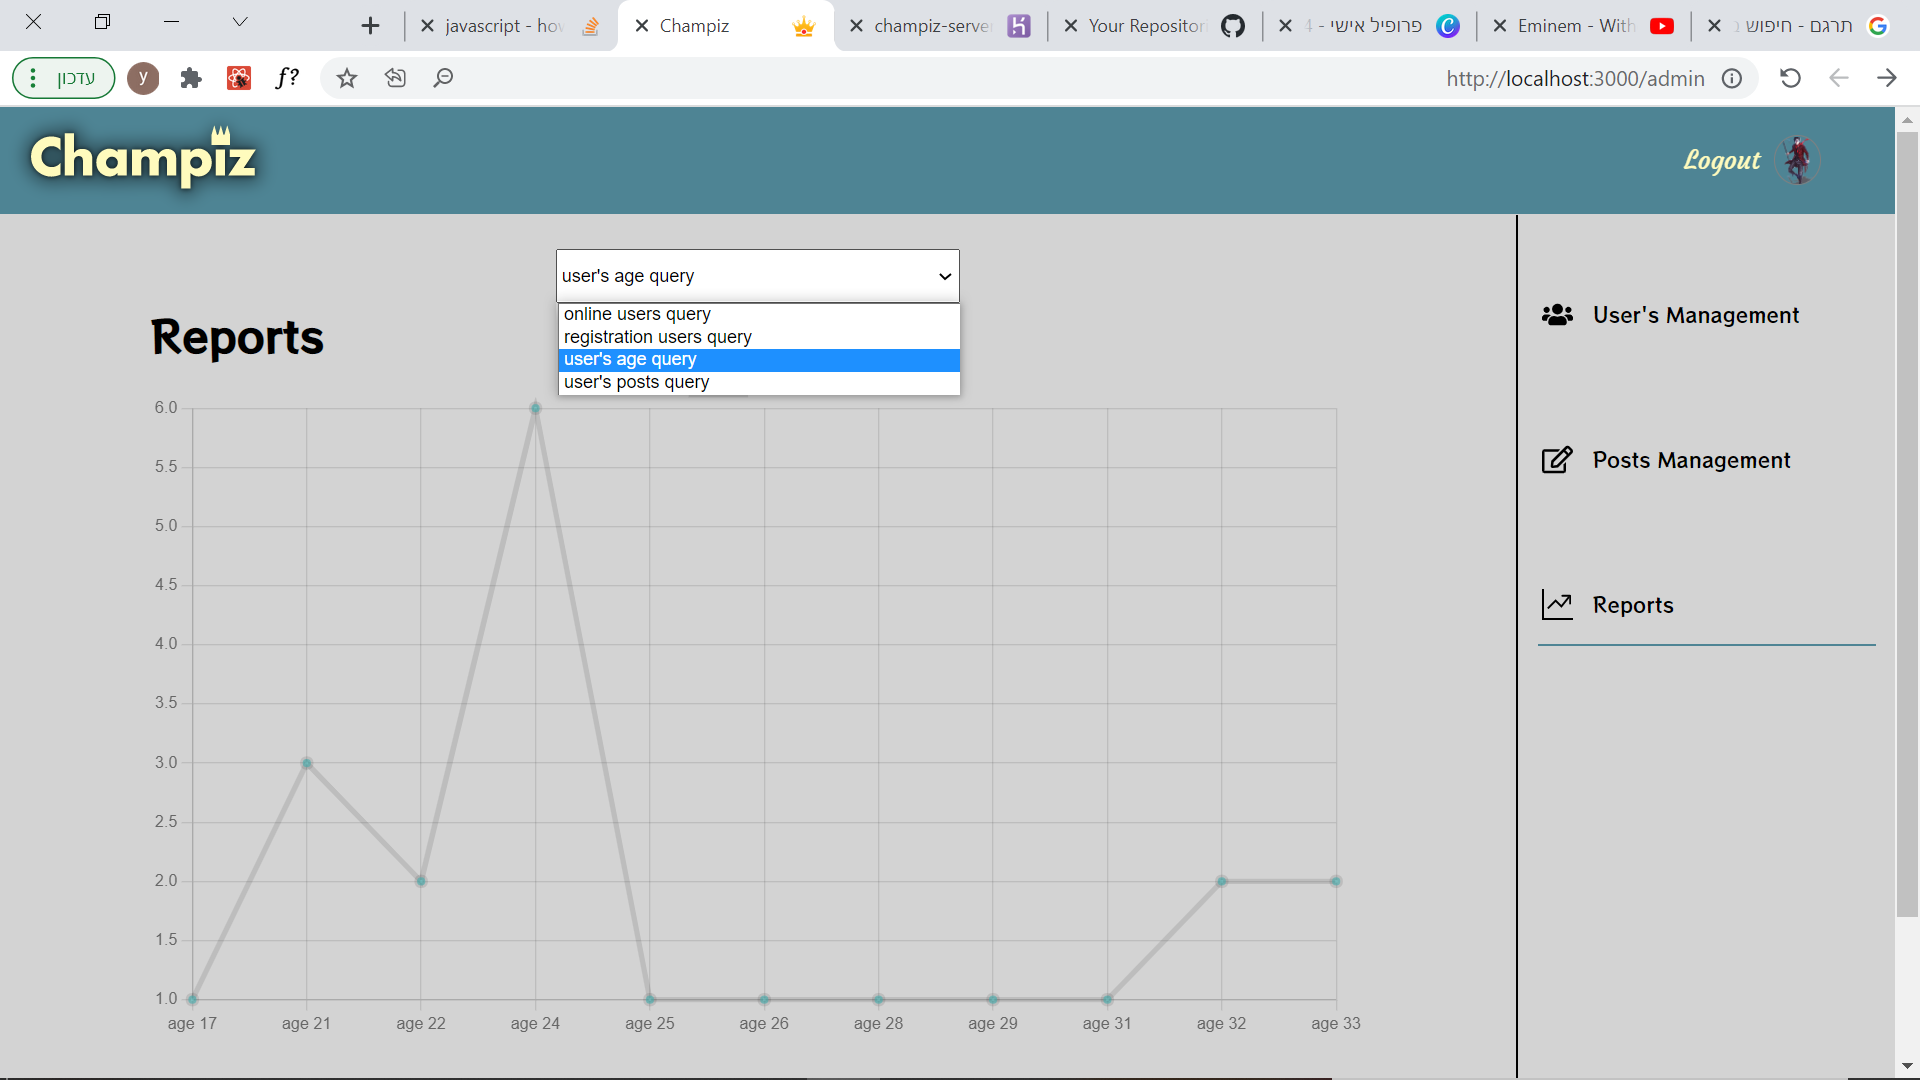 javascript - how
Champiz
champiz-serve
Your Repositor
פרופיל אישי - 4
Eminem - With
תרגם - חיפוש ב
עדכון
y
f?
http://localhost:3000/admin
Champiz
Logout
user's age query
online users query
registration users query
user's age query
user's posts query
Reports
User's Management
Posts Management
Reports
6.0
5.5
5.0
4.5
4.0
3.5
3.0
2.5
2.0
1.5
1.0
age 17 age 21 age 22 age 24 age 25 age 26 age 28 age 29 age 31 age 32 age 33